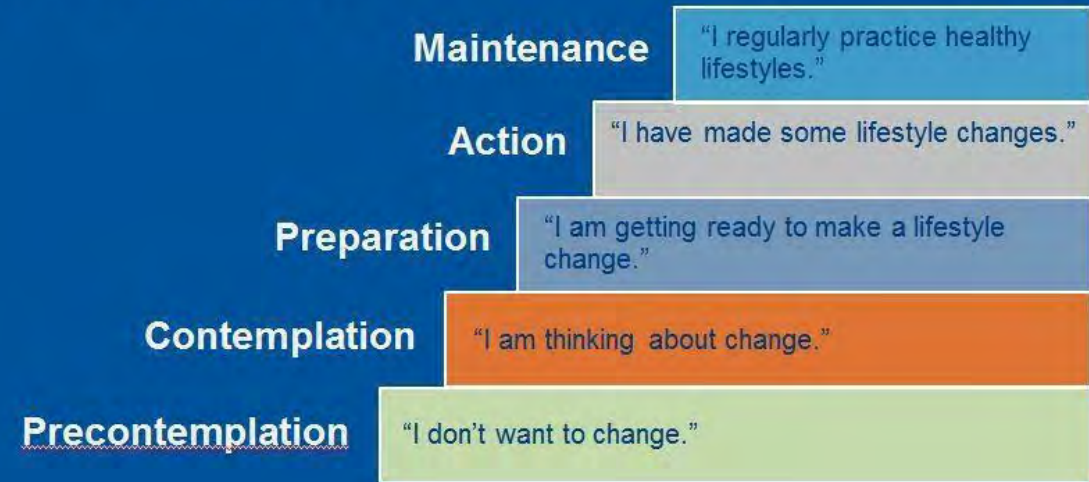 Maintenance
“I regularly practice healthy
lifestyles.”
Action
“I have made some lifestyle changes.”
Preparation
“I am getting ready to make a lifestyle
change.”
Contemplation
“I am thinking about change.”
Precontemplation
“I don’t want to change.”